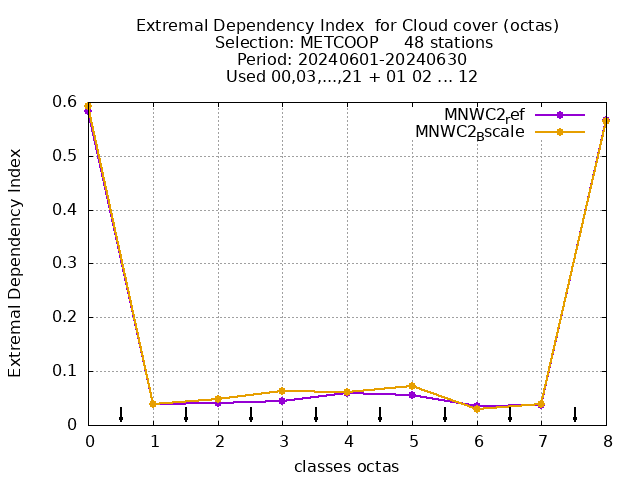 Extremal Dependency Index  for Cloud cover (octas)
Selection: METCOOP     48 stations
Period: 20240601-20240630
Used 00,03,...,21 + 01 02 ... 12
MNWC2ref
MNWC2Bscale
Extremal Dependency Index
0.6
0.5
0.4
0.3
0.2
0.1
0
0 1 2 3 4 5 6 7 8
classes octas